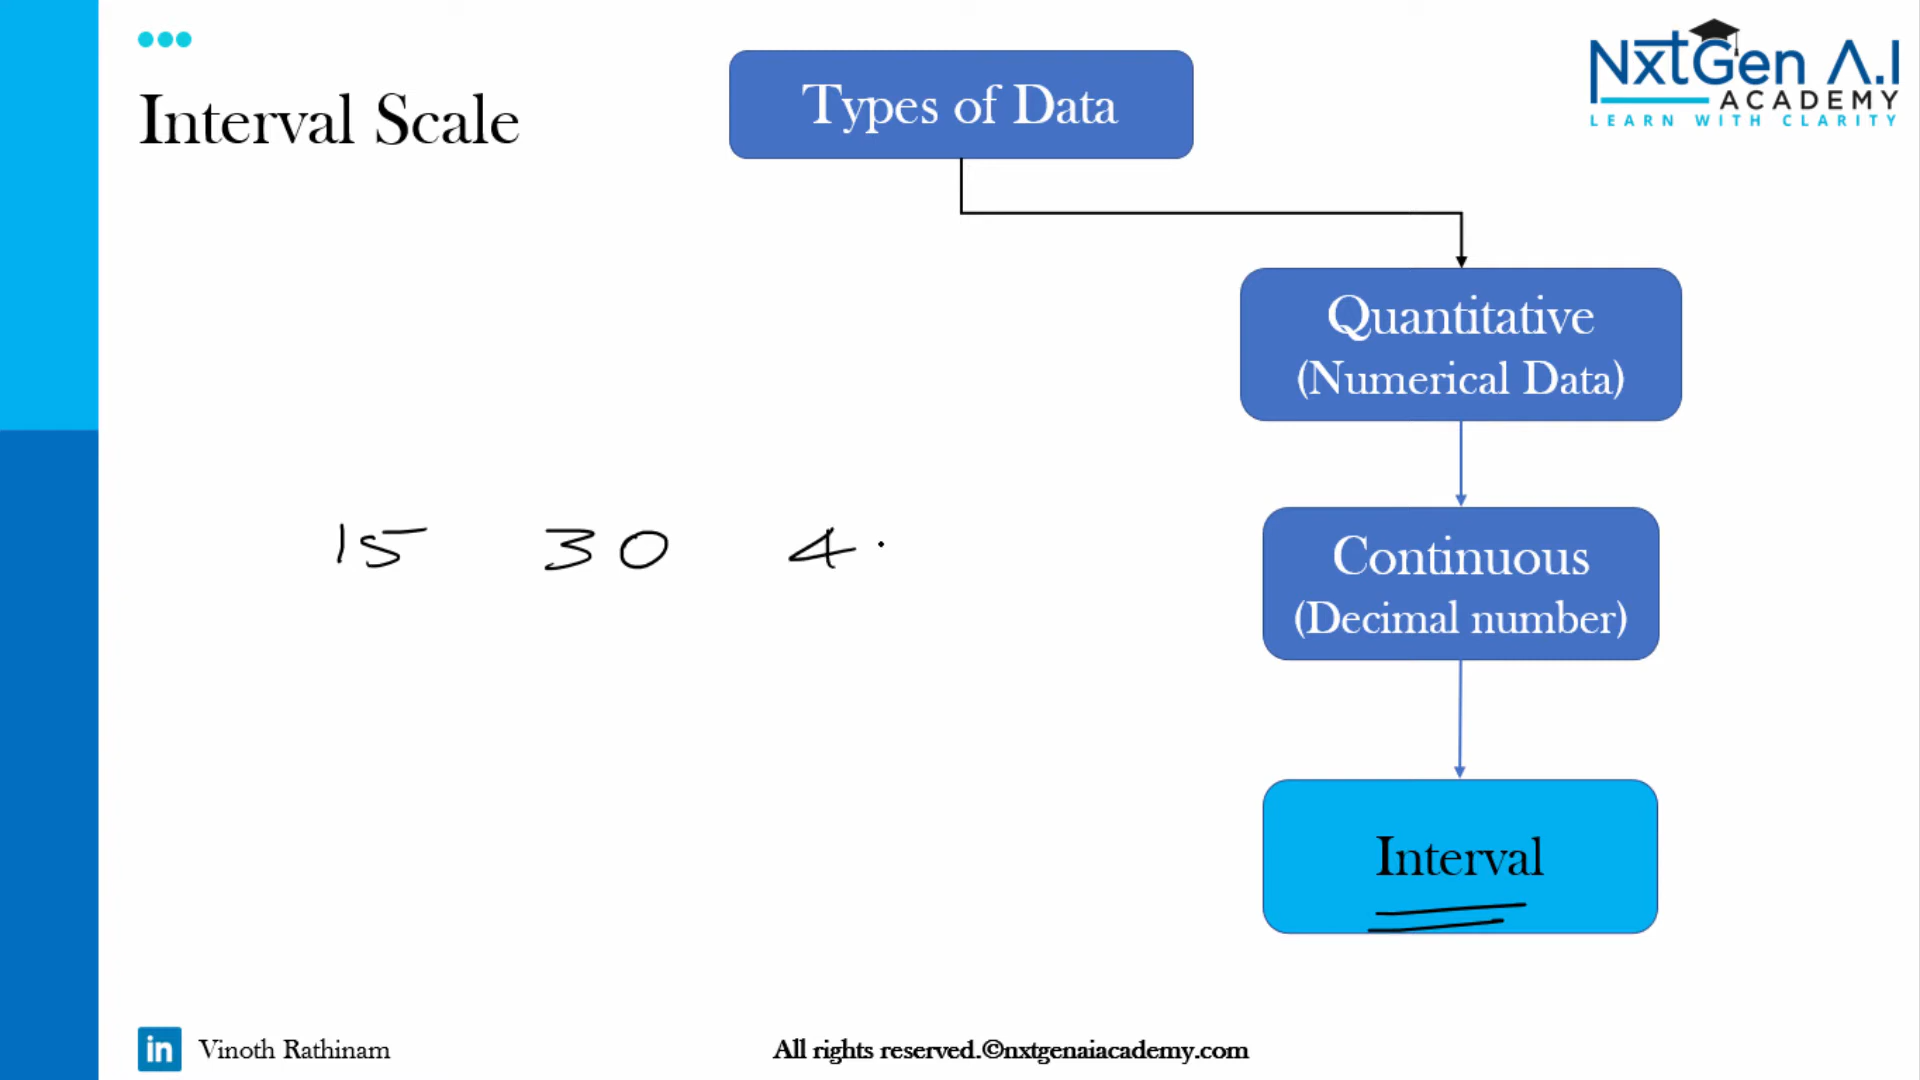 Interval Scale
Types of Data
NxtGen A.I
ACADEMY
LEARN WITH CLARITY
Quantitative
(Numerical Data)
15 30 4
Continuous
(Decimal number)
Interval
in Vinoth Rathinam
All rights reserved.©nxtgenaiacademy.com